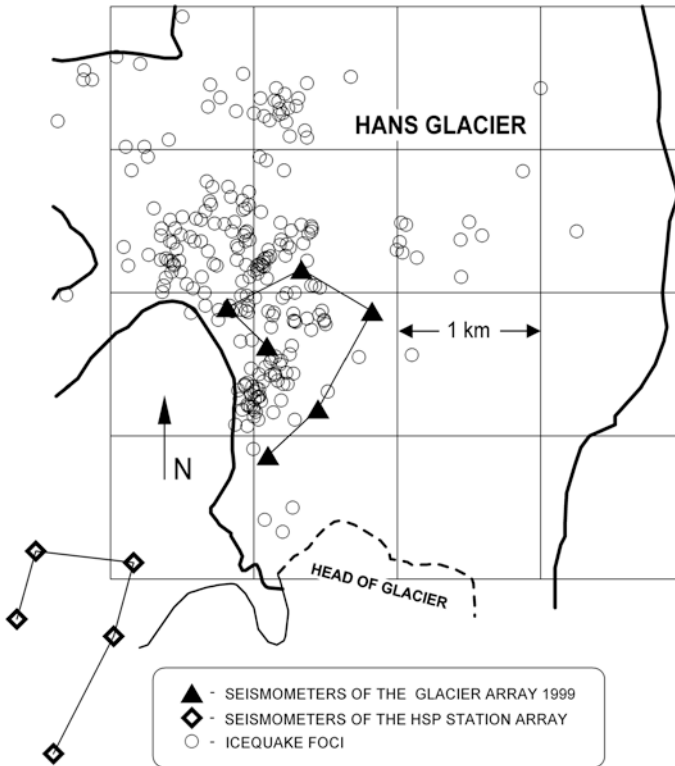 HANS GLACIER
1 km
N
HEAD OF GLACIER
- SEISMOMETERS OF THE GLACIER ARRAY 1999
- SEISMOMETERS OF THE HSP STATION ARRAY
- ICEQUAKE FOCI